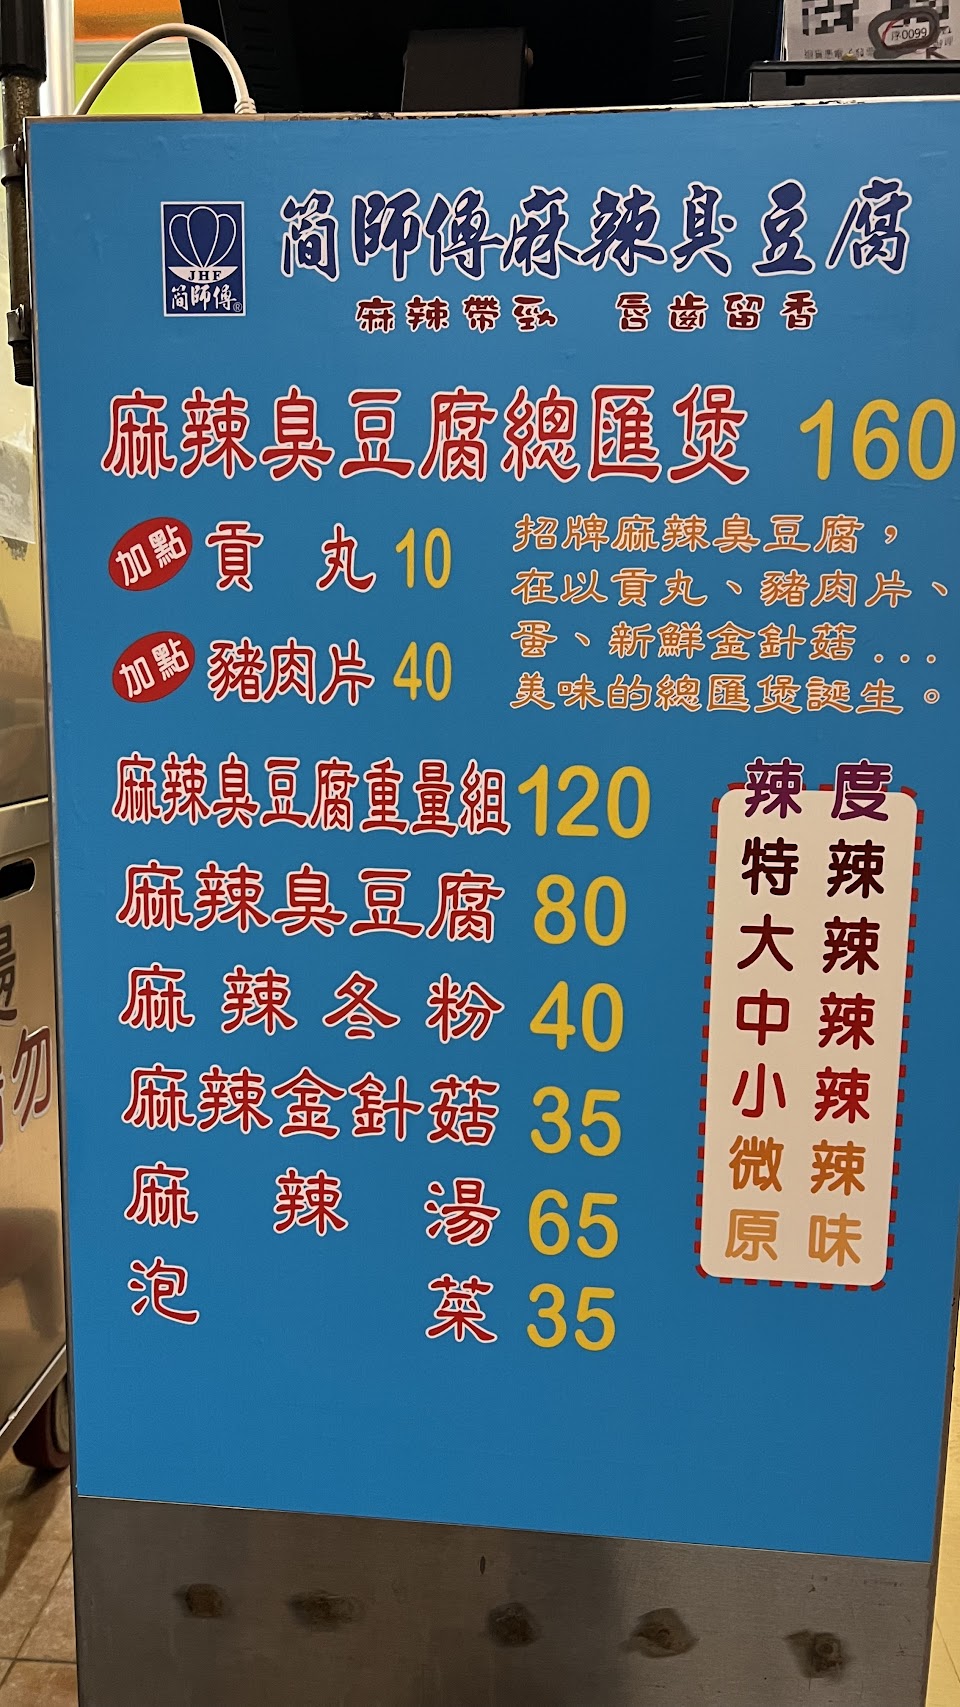 浮0099
JHF
簡師傅®
簡師傅麻辣臭豆腐
麻辣帶勁 唇齒留香
麻辣臭豆腐總匯煲 160
加點 貢丸 10
加點 豬肉片 40
招牌麻辣臭豆腐，
在以貢丸、豬肉片、
蛋、新鮮金針菇...
美味的總匯煲誕生。
麻辣臭豆腐重量組 120
麻辣臭豆腐 80
麻辣冬粉 40
麻辣金針菇 35
麻辣湯 65
泡菜 35
辣度
特辣
大辣
中辣
小辣
微辣
原味
勿